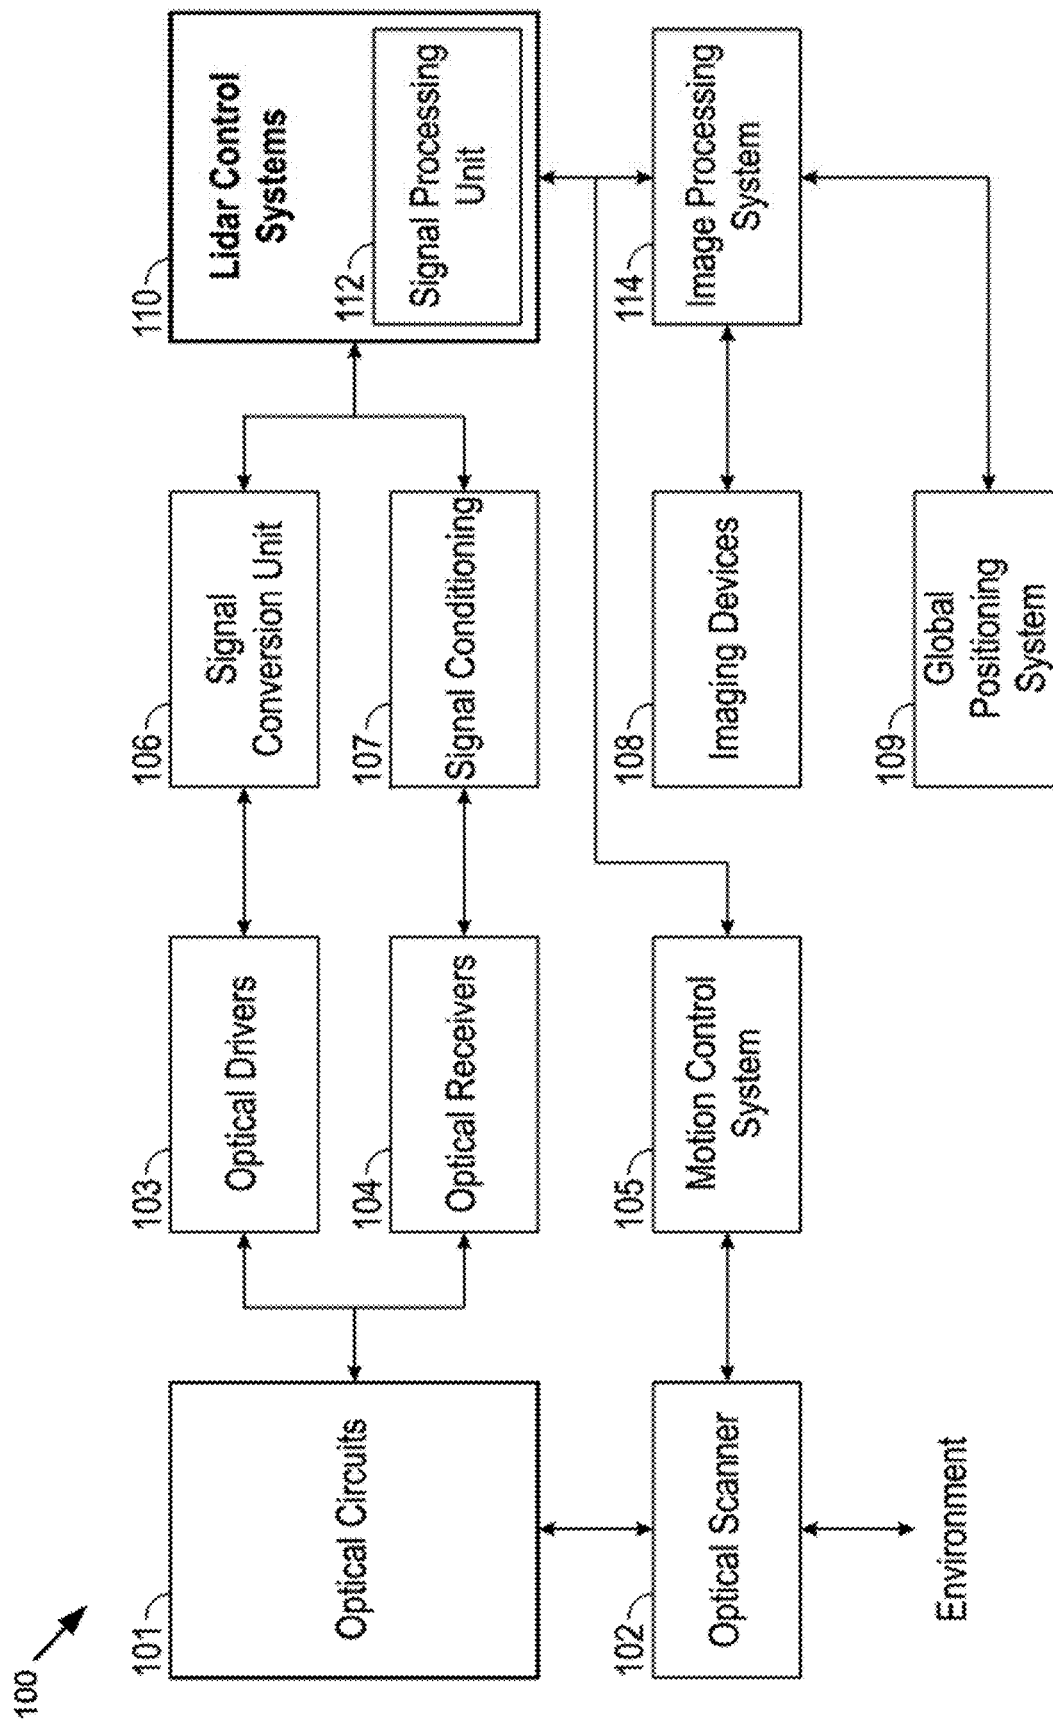 100
101
Optical Circuits
102
Optical Scanner
Environment
103
Optical Drivers
104
Optical Receivers
105
Motion Control
System
106
Signal
Conversion Unit
107
Signal Conditioning
108
Imaging Devices
109
Global
Positioning
System
110
Lidar Control
Systems
112
Signal Processing
Unit
114
Image Processing
System